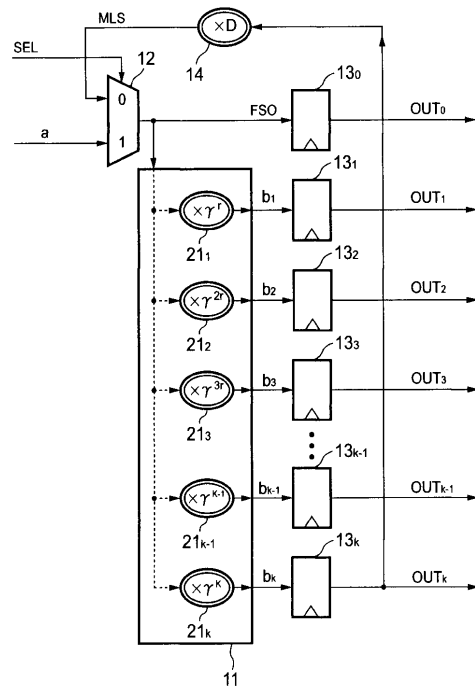 MLS
×D
SEL
12
14
13₀
0
FSO
OUT₀
a
1
13₁
×γʳ
b₁
OUT₁
21₁
13₂
×γ²ʳ
b₂
OUT₂
21₂
13₃
×γ³ʳ
b₃
OUT₃
21₃
13ₖ₋₁
×γᴷ⁻¹
bₖ₋₁
OUTₖ₋₁
21ₖ₋₁
13ₖ
×γᴷ
bₖ
OUTₖ
21ₖ
11